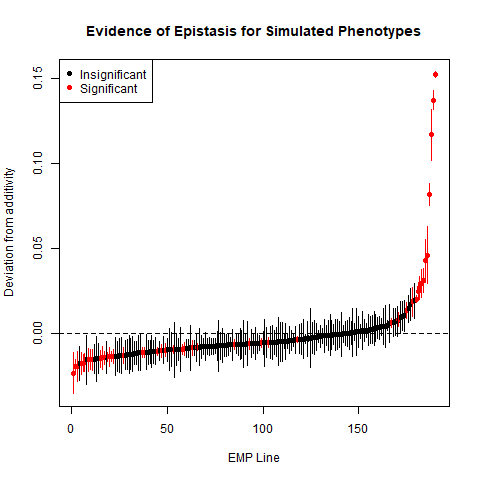 Evidence of Epistasis for Simulated Phenotypes
Insignificant
Significant
Deviation from additivity
0.15
0.10
0.05
0.00
0 50 100 150
EMP Line